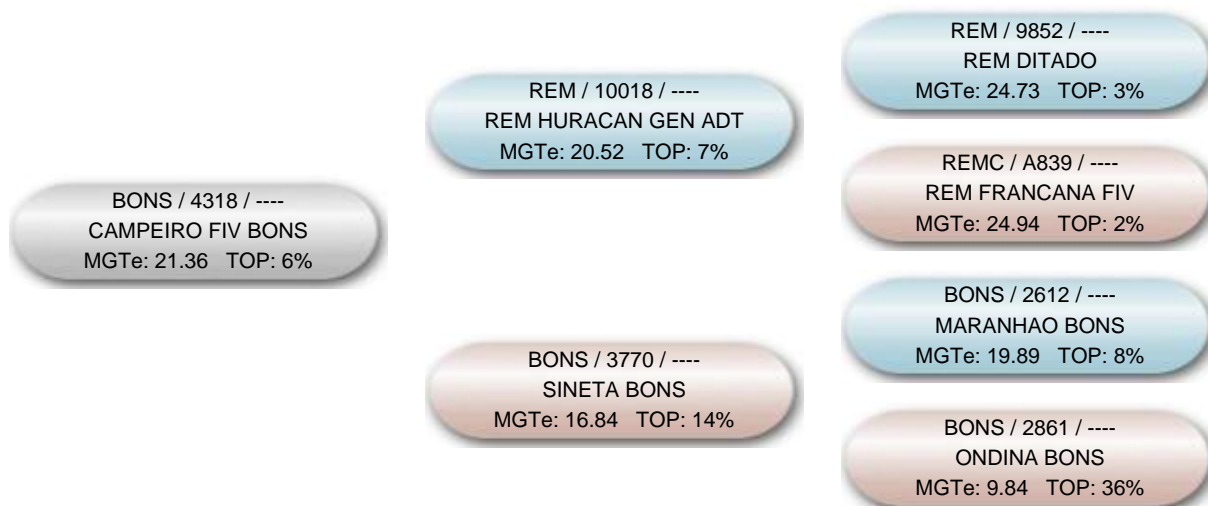 BONS / 4318 / ----
CAMPEIRO FIV BONS
MGTe: 21.36 TOP: 6%
REM / 10018 / ----
REM HURACAN GEN ADT
MGTe: 20.52 TOP: 7%
BONS / 3770 / ----
SINETA BONS
MGTe: 16.84 TOP: 14%
REM / 9852 / ----
REM DITADO
MGTe: 24.73 TOP: 3%
REMC / A839 / ----
REM FRANCANA FIV
MGTe: 24.94 TOP: 2%
BONS / 2612 / ----
MARANHAO BONS
MGTe: 19.89 TOP: 8%
BONS / 2861 / ----
ONDINA BONS
MGTe: 9.84 TOP: 36%